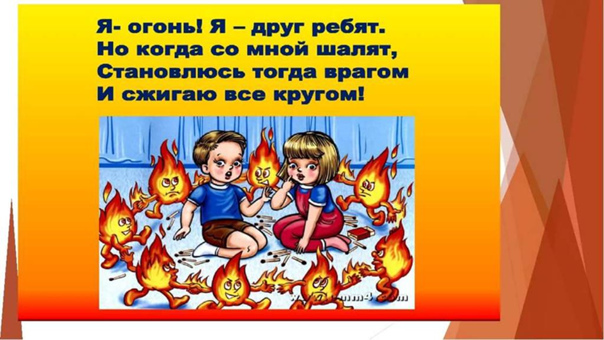 Я- огонь! Я – друг ребят.
Но когда со мной шалят,
Становлюсь тогда врагом
И сжигаю все кругом!